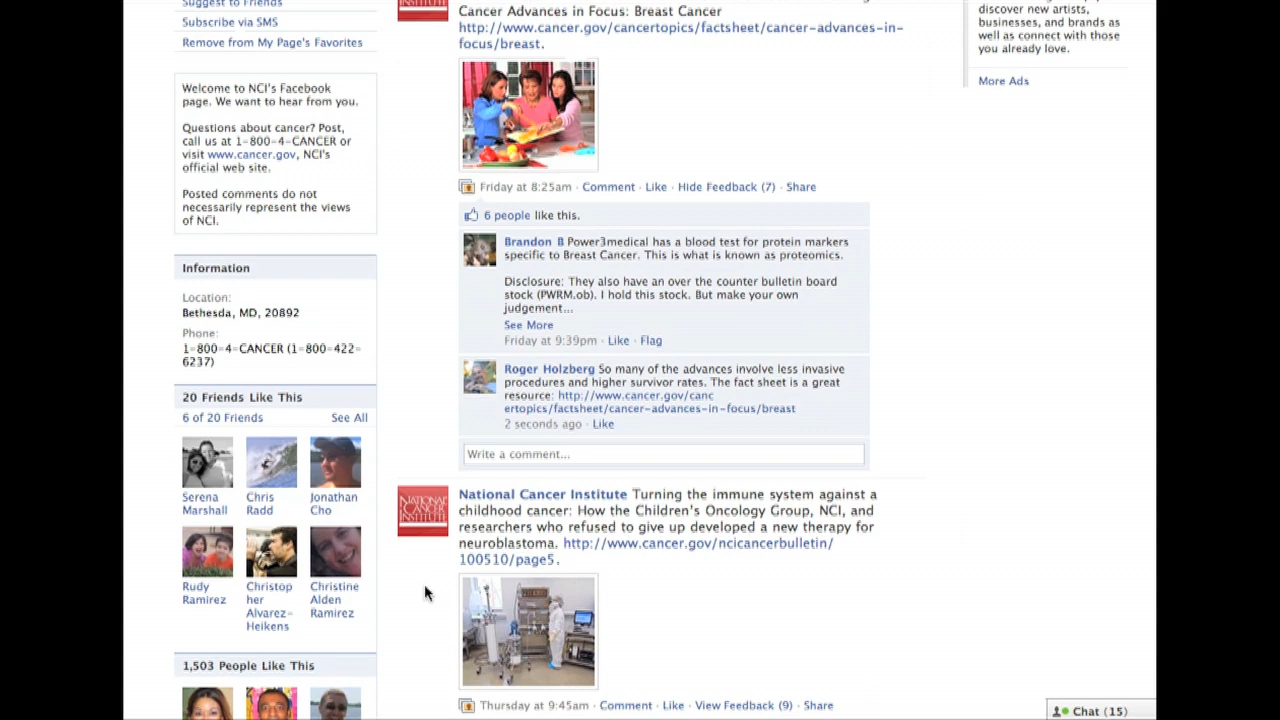 Suggest to Friends
Subscribe via SMS
Remove from My Page's Favorites
Welcome to NCI's Facebook
page. We want to hear from you.
Questions about cancer? Post,
call us at 1-800-4-CANCER or
visit www.cancer.gov, NCI's
official web site.
Posted comments do not
necessarily represent the views
of NCI.
Information
Location:
Bethesda, MD, 20892
Phone:
1-800-4-CANCER (1-800-422-
6237)
20 Friends Like This
6 of 20 Friends See All
Serena
Marshall
Chris
Radd
Jonathan
Cho
Rudy
Ramirez
Christop
her
Alvarez-
Heikens
Christine
Alden
Ramirez
1,503 People Like This
INSTITUTE
Cancer Advances in Focus: Breast Cancer
http://www.cancer.gov/cancertopics/factsheet/cancer-advances-in-
focus/breast.
Friday at 8:25am · Comment · Like · Hide Feedback (7) · Share
6 people like this.
Brandon B Power3medical has a blood test for protein markers
specific to Breast Cancer. This is what is known as proteomics.
Disclosure: They also have an over the counter bulletin board
stock (PWRM.ob). I hold this stock. But make your own
judgement...
See More
Friday at 9:39pm · Like · Flag
Roger Holzberg So many of the advances involve less invasive
procedures and higher survivor rates. The fact sheet is a great
resource: http://www.cancer.gov/canc
ertopics/factsheet/cancer-advances-in-focus/breast
2 seconds ago · Like
Write a comment...
NATIONAL
CANCER
INSTITUTE
National Cancer Institute Turning the immune system against a
childhood cancer: How the Children's Oncology Group, NCI, and
researchers who refused to give up developed a new therapy for
neuroblastoma. http://www.cancer.gov/ncicancerbulletin/
100510/page5.
Thursday at 9:45am · Comment · Like · View Feedback (9) · Share
discover new artists,
businesses, and brands as
well as connect with those
you already love.
More Ads
Chat (15)